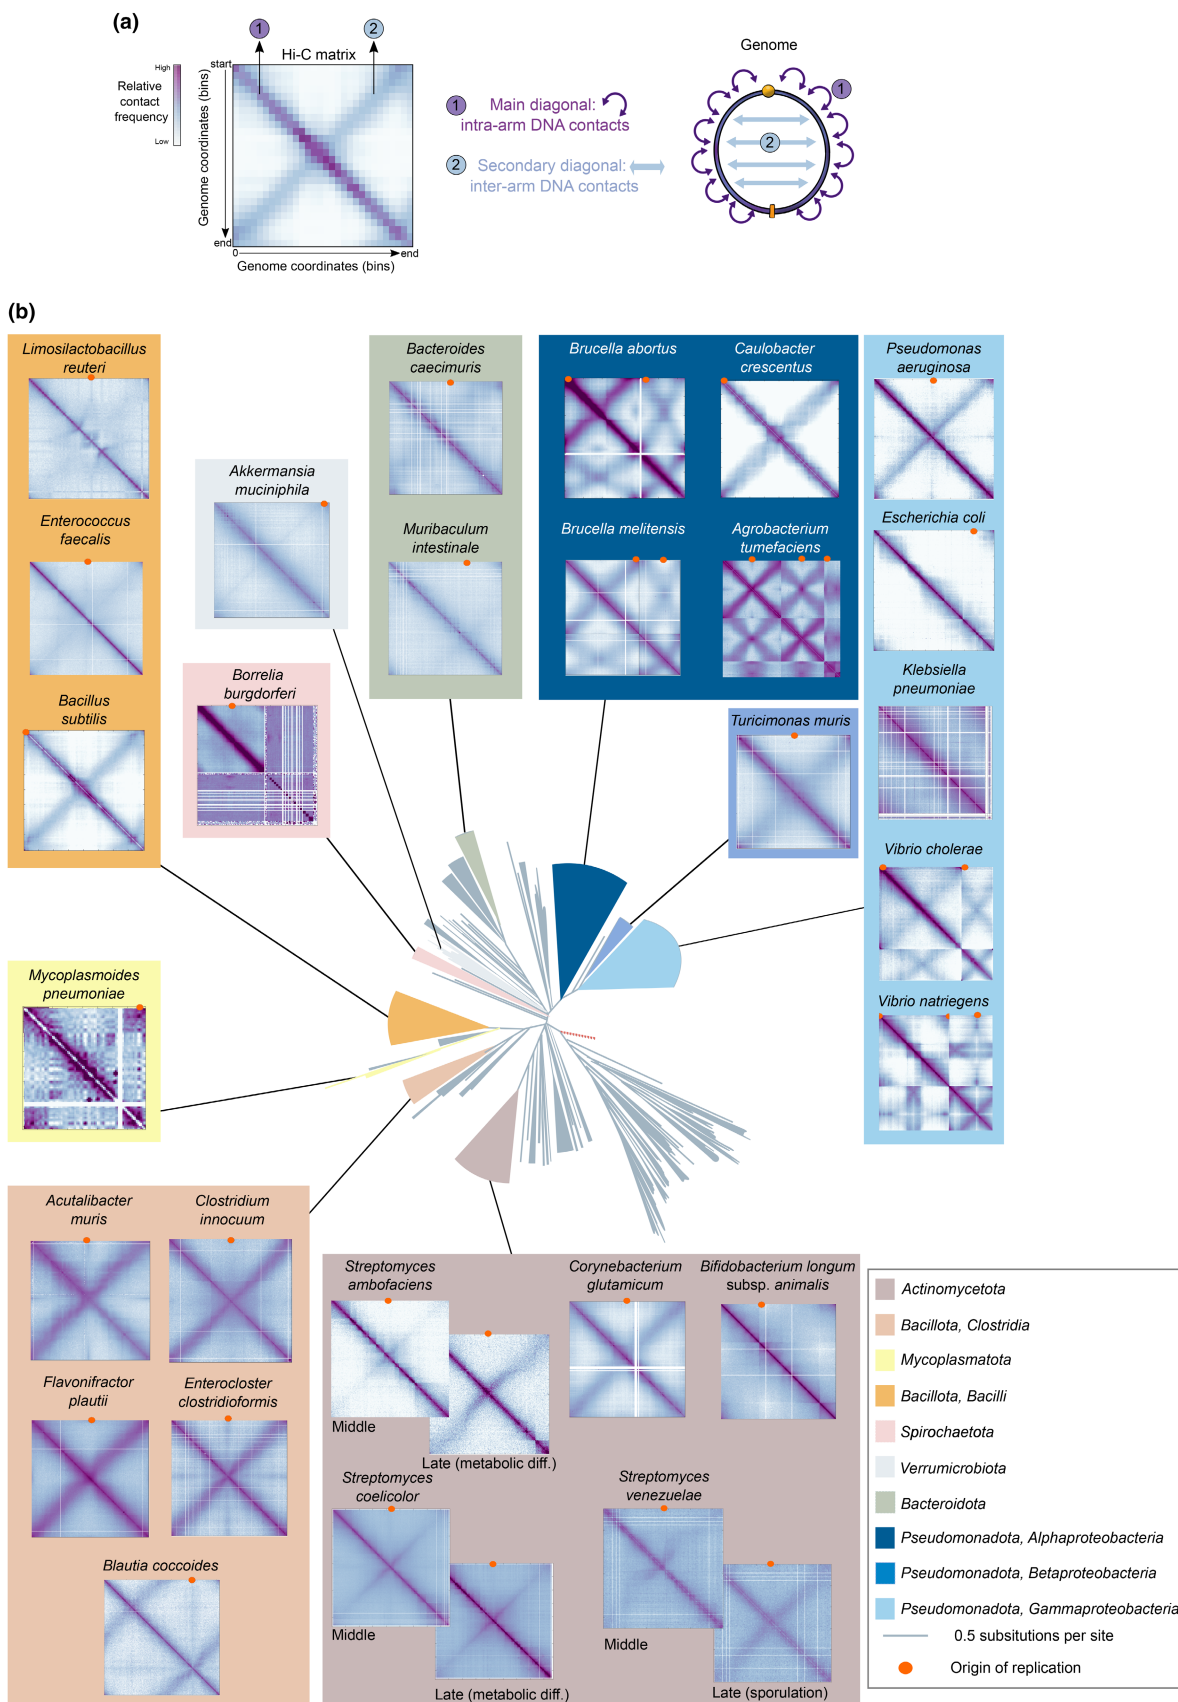 (a)
1
2
Hi-C matrix
Genome
High
Low
Relative
contact
frequency
start
Genome coordinates (bins)
end
0
end
Genome coordinates (bins)
1
Main diagonal:
intra-arm DNA contacts
2
Secondary diagonal:
inter-arm DNA contacts
1
2
(b)
Limosilactobacillus
reuteri
Enterococcus
faecalis
Bacillus
subtilis
Akkermansia
muciniphila
Borrelia
burgdorferi
Bacteroides
caecimuris
Muribaculum
intestinale
Brucella abortus
Caulobacter
crescentus
Brucella melitensis
Agrobacterium
tumefaciens
Turicimonas muris
Pseudomonas
aeruginosa
Escherichia coli
Klebsiella
pneumoniae
Vibrio cholerae
Vibrio natriegens
Mycoplasmoides
pneumoniae
Acutalibacter
muris
Clostridium
innocuum
Flavonifractor
plautii
Enterocloster
clostridioformis
Blautia coccoides
Streptomyces
ambofaciens
Middle
Late (metabolic diff.)
Corynebacterium
glutamicum
Bifidobacterium longum
subsp. animalis
Streptomyces
coelicolor
Middle
Late (metabolic diff.)
Streptomyces
venezuelae
Middle
Late (sporulation)
Actinomycetota
Bacillota, Clostridia
Mycoplasmatota
Bacillota, Bacilli
Spirochaetota
Verrumicrobiota
Bacteroidota
Pseudomonadota, Alphaproteobacteria
Pseudomonadota, Betaproteobacteria
Pseudomonadota, Gammaproteobacteria
0.5 subsitutions per site
Origin of replication